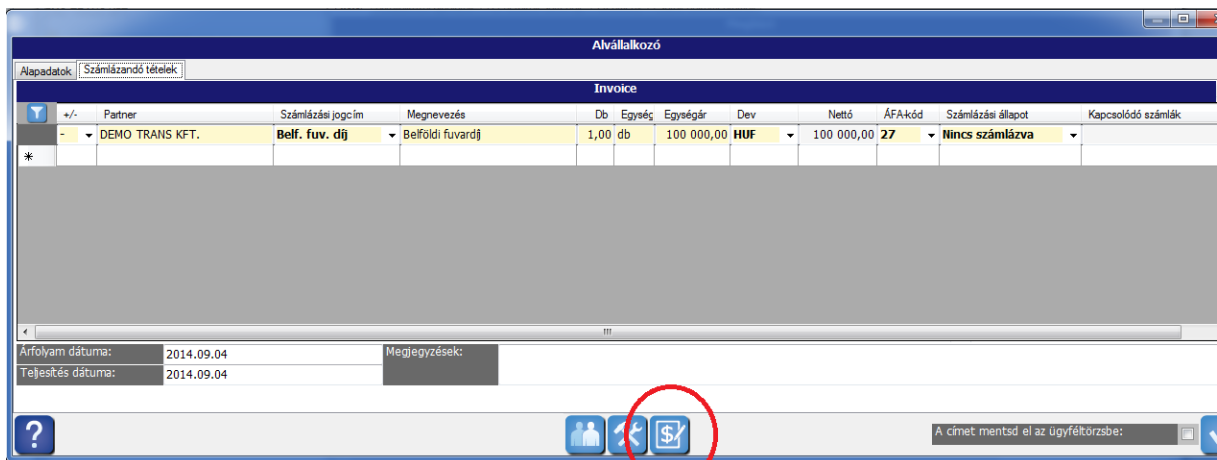 Alvállalkozó
Alapadatok Számlázandó tételek
Invoice
+/- Partner Számlázási jogcím Megnevezés Db Egység Egységár Dev Nettó ÁFA-kód Számlázási állapot Kapcsolódó számlák
- DEMO TRANS KFT. Belf. fuv. díj Belföldi fuvardíj 1,00 db 100 000,00 HUF 100 000,00 27 Nincs számlázva
Árfolyam dátuma: 2014.09.04 Megjegyzések:
Teljesítés dátuma: 2014.09.04
? $ A címet mentsd el az ügyféltörzsbe: